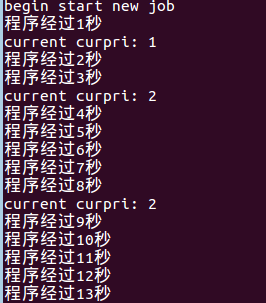 begin start new job
程序经过1秒
current curpri: 1
程序经过2秒
程序经过3秒
current curpri: 2
程序经过4秒
程序经过5秒
程序经过6秒
程序经过7秒
程序经过8秒
current curpri: 2
程序经过9秒
程序经过10秒
程序经过11秒
程序经过12秒
程序经过13秒